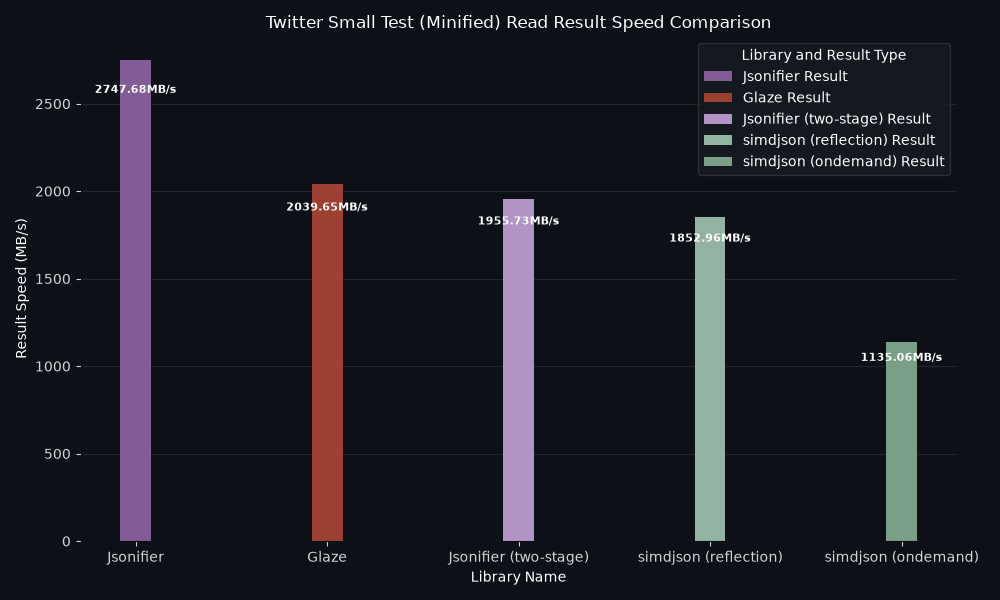 Twitter Small Test (Minified) Read Result Speed Comparison
Library and Result Type
Jsonifier Result
Glaze Result
Jsonifier (two-stage) Result
simdjson (reflection) Result
simdjson (ondemand) Result
2747.68MB/s
2039.65MB/s
1955.73MB/s
1852.96MB/s
1135.06MB/s
Result Speed (MB/s)
2500
2000
1500
1000
500
0
Jsonifier
Glaze
Jsonifier (two-stage)
simdjson (reflection)
simdjson (ondemand)
Library Name